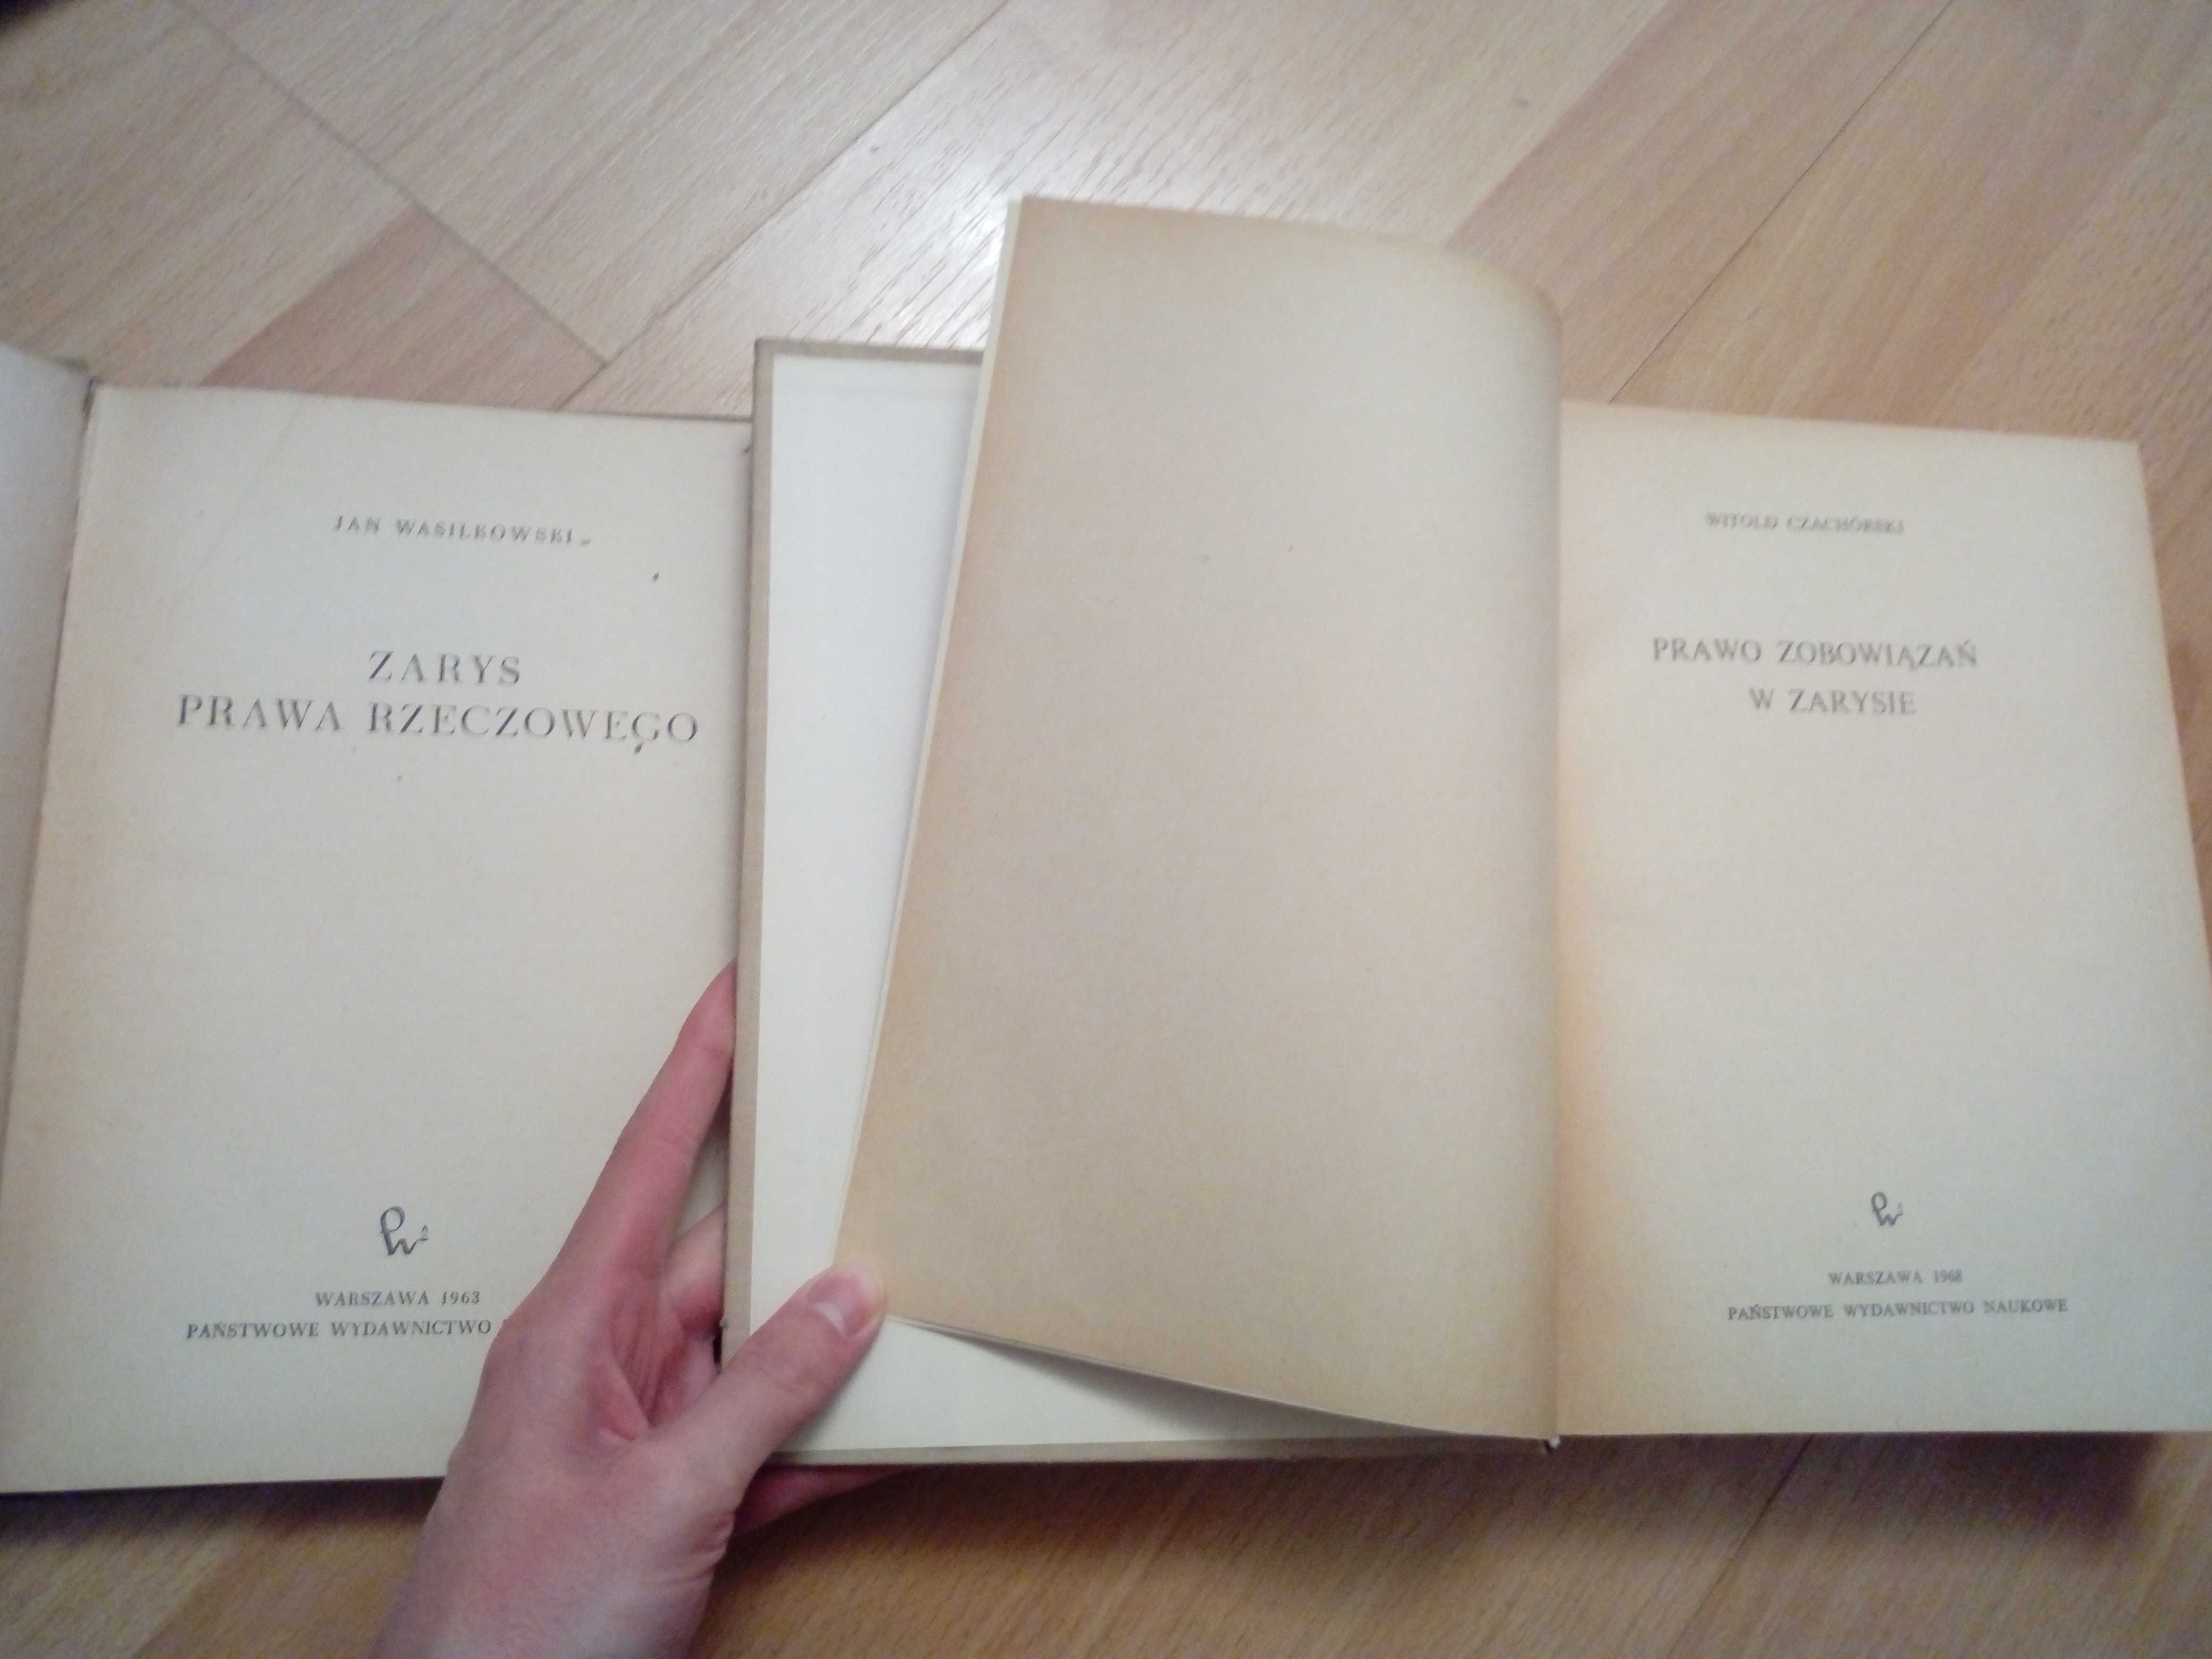 JAN WASILKOWSKI
ZARYS
PRAWA RZECZOWEGO
WARSZAWA 1963
PAŃSTWOWE WYDAWNICTWO
WITOLD CZACHÓRSKI
PRAWO ZOBOWIĄZAŃ
W ZARYSIE
WARSZAWA 1968
PAŃSTWOWE WYDAWNICTWO NAUKOWE